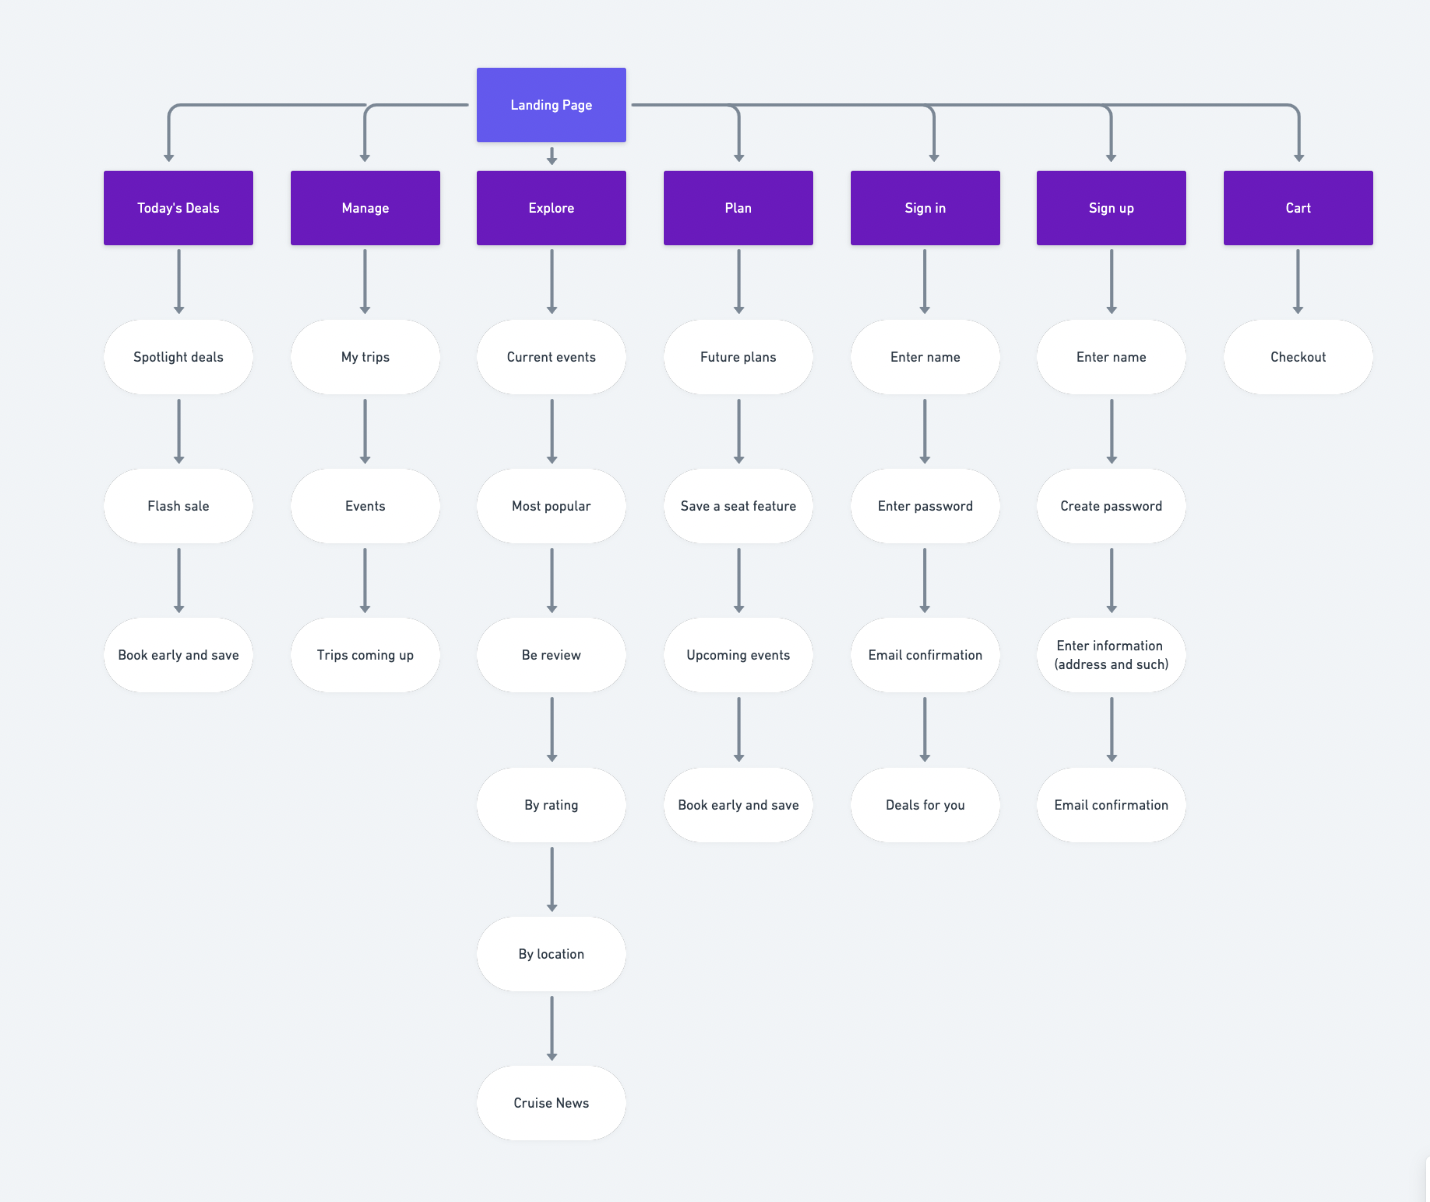 Landing Page
Today's Deals
Manage
Explore
Plan
Sign in
Sign up
Cart
Spotlight deals
My trips
Current events
Future plans
Enter name
Enter name
Checkout
Flash sale
Events
Most popular
Save a seat feature
Enter password
Create password
Book early and save
Trips coming up
Be review
Upcoming events
Email confirmation
Enter information
(address and such)
By rating
Book early and save
Deals for you
Email confirmation
By location
Cruise News